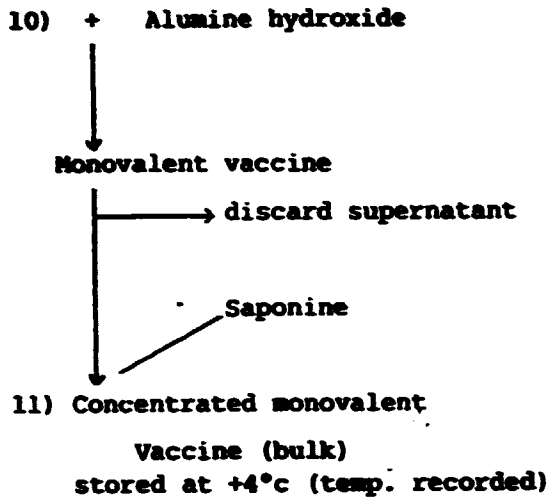 10) + Alumine hydroxide
Monovalent vaccine
discard supernatant
Saponine
11) Concentrated monovalent
Vaccine (bulk)
stored at +4°c (temp. recorded)